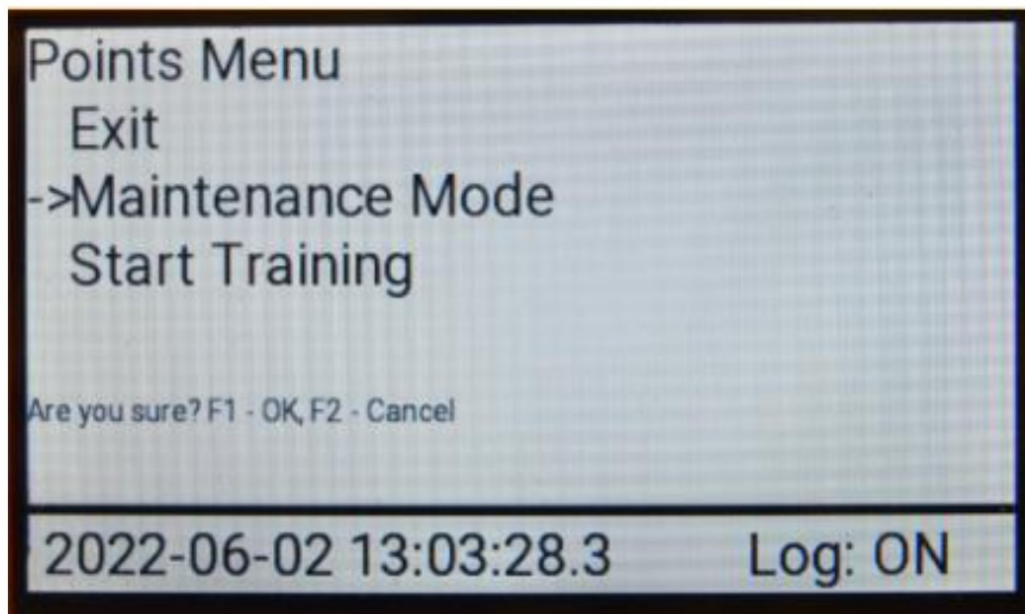 Points Menu
Exit
->Maintenance Mode
Start Training
Are you sure? F1 - OK, F2 - Cancel
2022-06-02 13:03:28.3 Log: ON